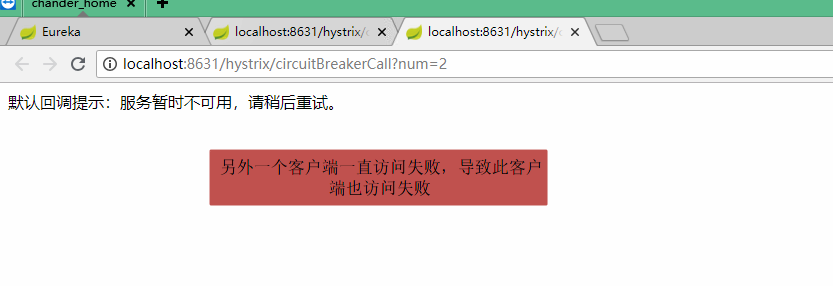 chander_home
Eureka
localhost:8631/hystrix/
localhost:8631/hystrix/
localhost:8631/hystrix/circuitBreakerCall?num=2
默认回调提示：服务暂时不可用，请稍后重试。
另外一个客户端一直访问失败，导致此客户
端也访问失败